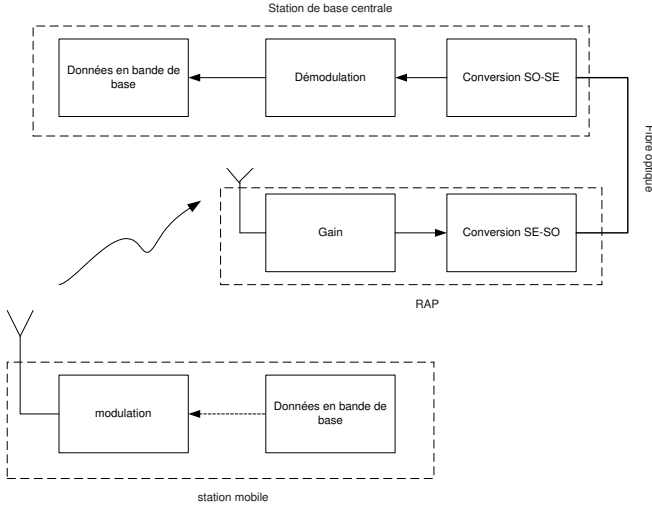 Station de base centrale
Données en bande de
base
Démodulation
Conversion SO-SE
Fibre optique
Gain
Conversion SE-SO
RAP
modulation
Données en bande de
base
station mobile